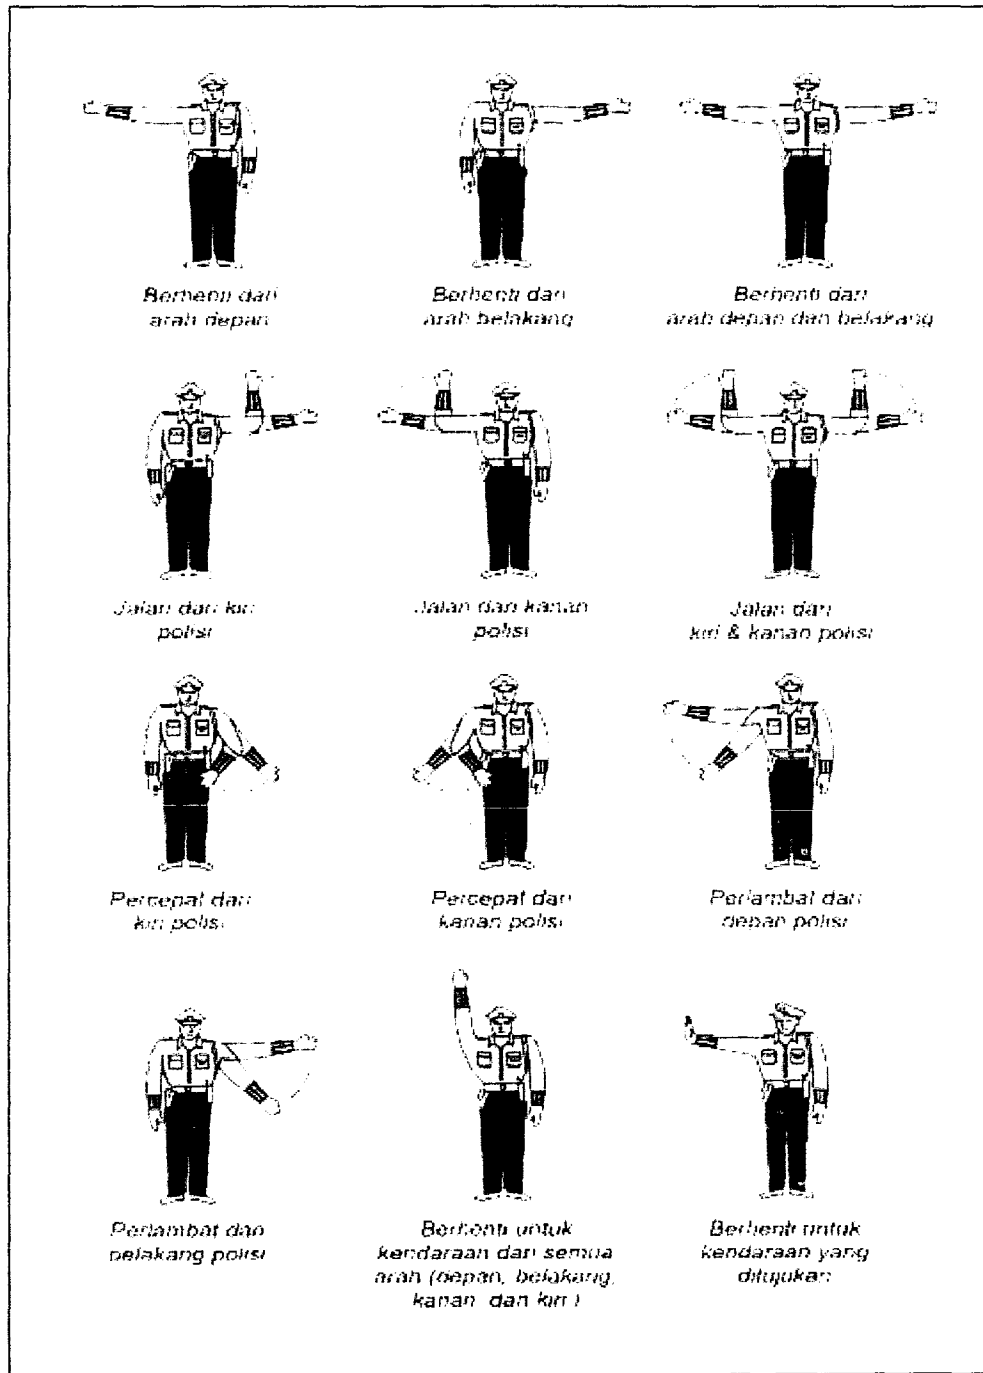 Berhenti dari
arah depan
Berhenti dari
arah belakang
Berhenti dari
arah depan dan belakang
Jalan dari kiri
polisi
Jalan dari kanan
polisi
Jalan dari
kiri & kanan polisi
Percepat dari
kiri polisi
Percepat dari
kanan polisi
Perlambat dari
depan polisi
Perlambat dari
belakang polisi
Berhenti untuk
kendaraan dari semua
arah (depan, belakang,
kanan dan kiri )
Berhenti untuk
kendaraan yang
ditujukan